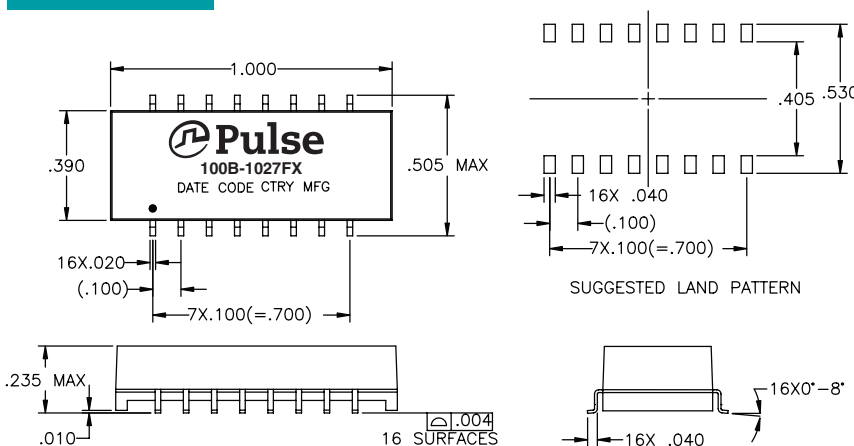 1.000
Pulse
100B-1027FX
DATE CODE CTRY MFG
.390
.505 MAX
16X.020
(.100)
7X.100(=.700)
.405
.530
16X .040
(.100)
7X.100(=.700)
SUGGESTED LAND PATTERN
.235 MAX
.010
.004
16 SURFACES
16X0°-8°
16X .040